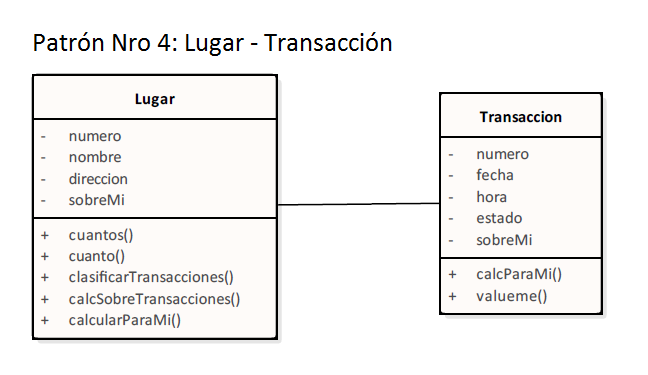 Patrón Nro 4: Lugar - Transacción
Lugar
- numero
- nombre
- direccion
- sobreMi
+ cuantos()
+ cuanto()
+ clasificarTransacciones()
+ calcSobreTransacciones()
+ calcularParaMi()
Transaccion
- numero
- fecha
- hora
- estado
- sobreMi
+ calcParaMi()
+ valueme()